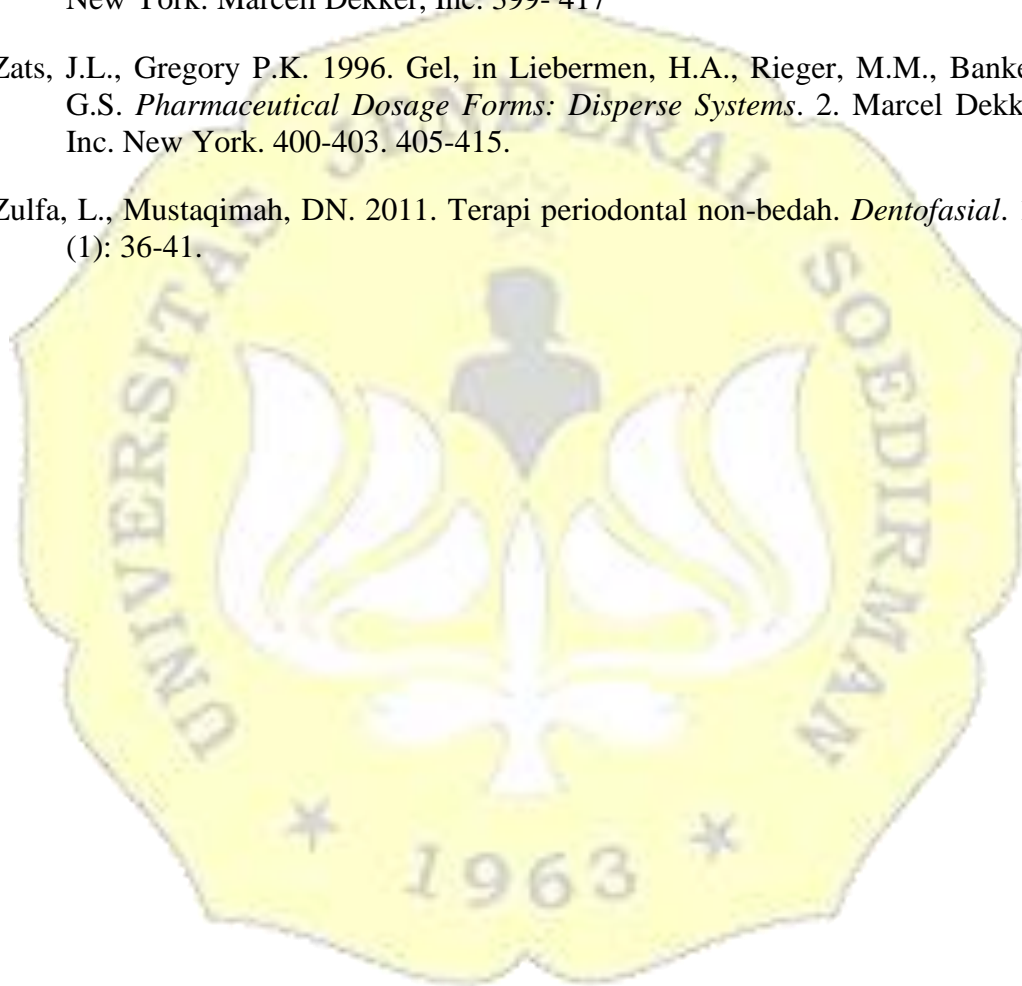 New York. Marcell Dekker, Inc. 399- 417
Zats, J.L., Gregory P.K. 1996. Gel, in Liebermen, H.A., Rieger, M.M., Banke
G.S. Pharmaceutical Dosage Forms: Disperse Systems. 2. Marcel Dekk
Inc. New York. 400-403. 405-415.
Zulfa, L., Mustaqimah, DN. 2011. Terapi periodontal non-bedah. Dentofasial.
(1): 36-41.
UNIVERSITAS JENDERAL SOEDIRMAN
1963